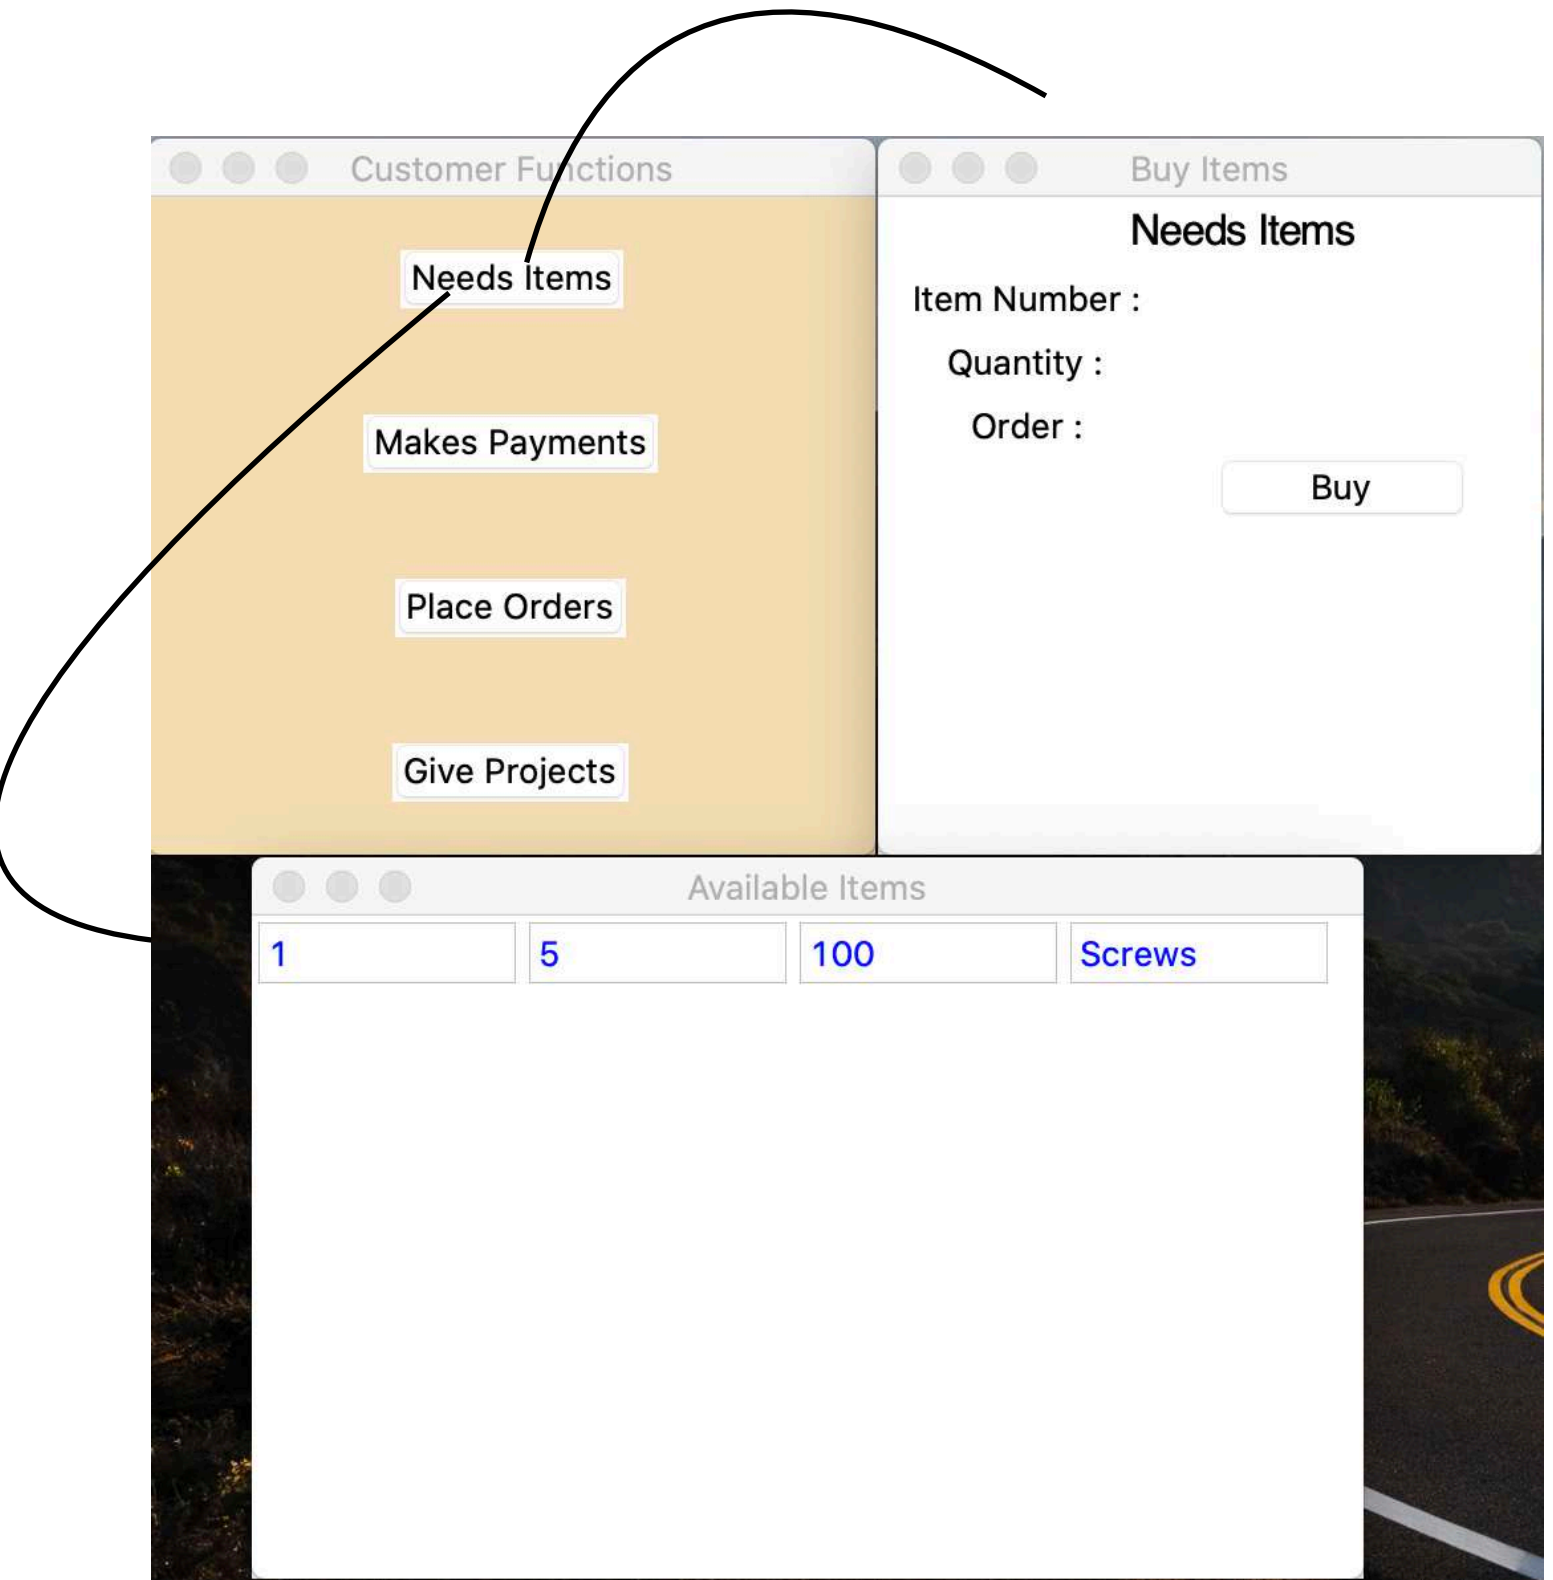 Customer Functions
Needs Items
Makes Payments
Place Orders
Give Projects
Buy Items
Needs Items
Item Number :
Quantity :
Order :
Buy
Available Items
1 5 100 Screws